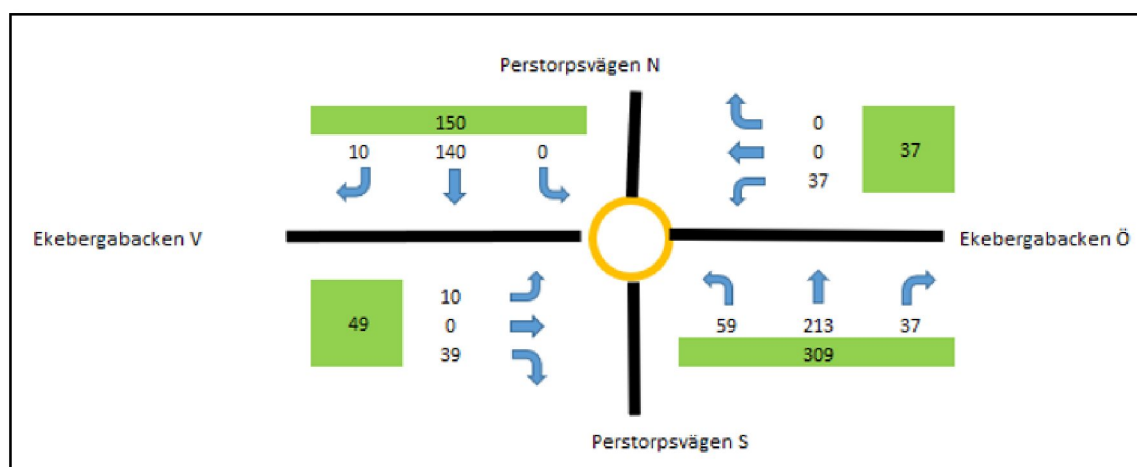 Perstorpsvägen N
150
10 140 0
0
0
37
37
Ekebergabacken V
Ekebergabacken Ö
49
10
0
39
59 213 37
309
Perstorpsvägen S